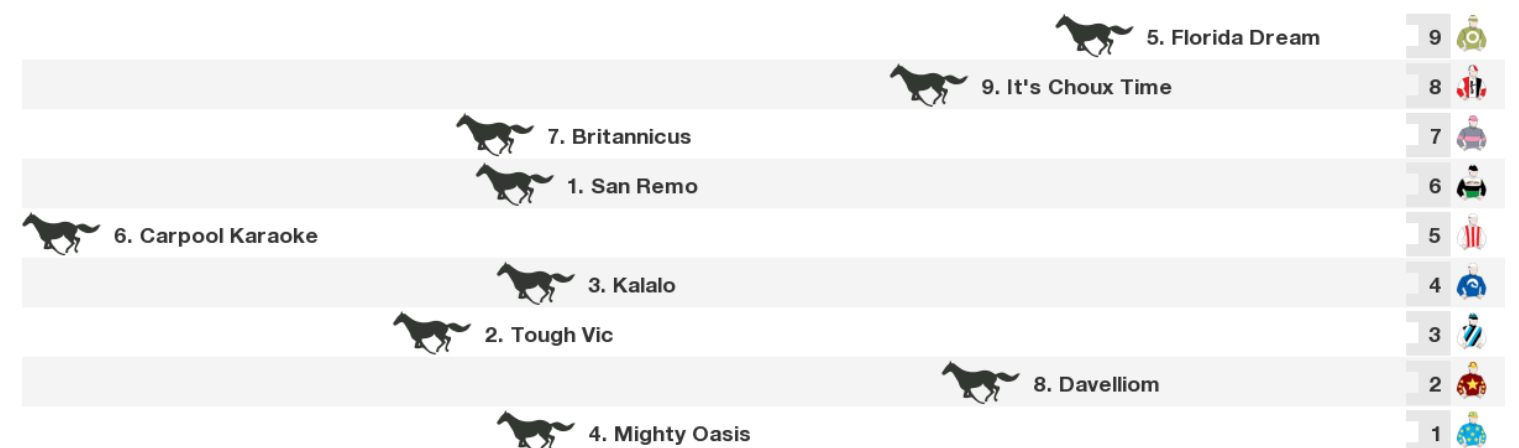 5. Florida Dream 9
9. It's Choux Time 8
7. Britannicus 7
1. San Remo 6
6. Carpool Karaoke 5
3. Kalalo 4
2. Tough Vic 3
8. Davelliom 2
4. Mighty Oasis 1